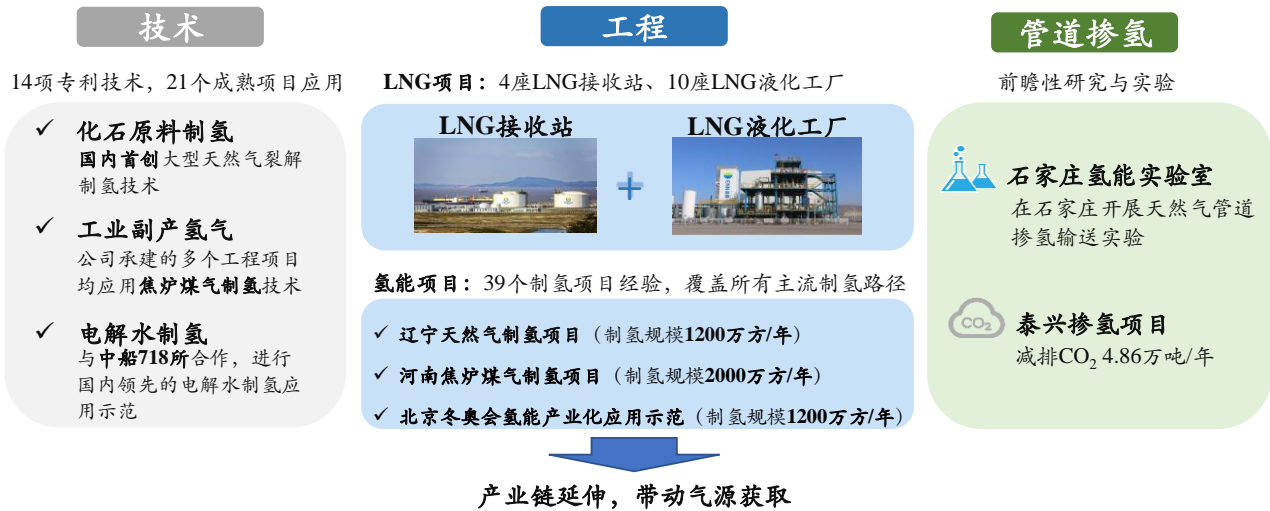 技术
14项专利技术，21个成熟项目应用
✓ 化石原料制氢
国内首创大型天然气裂解
制氢技术
✓ 工业副产氢气
公司承建的多个工程项目
均应用焦炉煤气制氢技术
✓ 电解水制氢
与中船718所合作，进行
国内领先的电解水制氢应
用示范
工程
LNG项目：4座LNG接收站、10座LNG液化工厂
LNG接收站
LNG液化工厂
氢能项目：39个制氢项目经验，覆盖所有主流制氢路径
✓ 辽宁天然气制氢项目（制氢规模1200万方/年）
✓ 河南焦炉煤气制氢项目（制氢规模2000万方/年）
✓ 北京冬奥会氢能产业化应用示范（制氢规模1200万方/年）
产业链延伸，带动气源获取
管道掺氢
前瞻性研究与实验
石家庄氢能实验室
在石家庄开展天然气管道
掺氢输送实验
CO2
泰兴掺氢项目
减排CO₂ 4.86万吨/年